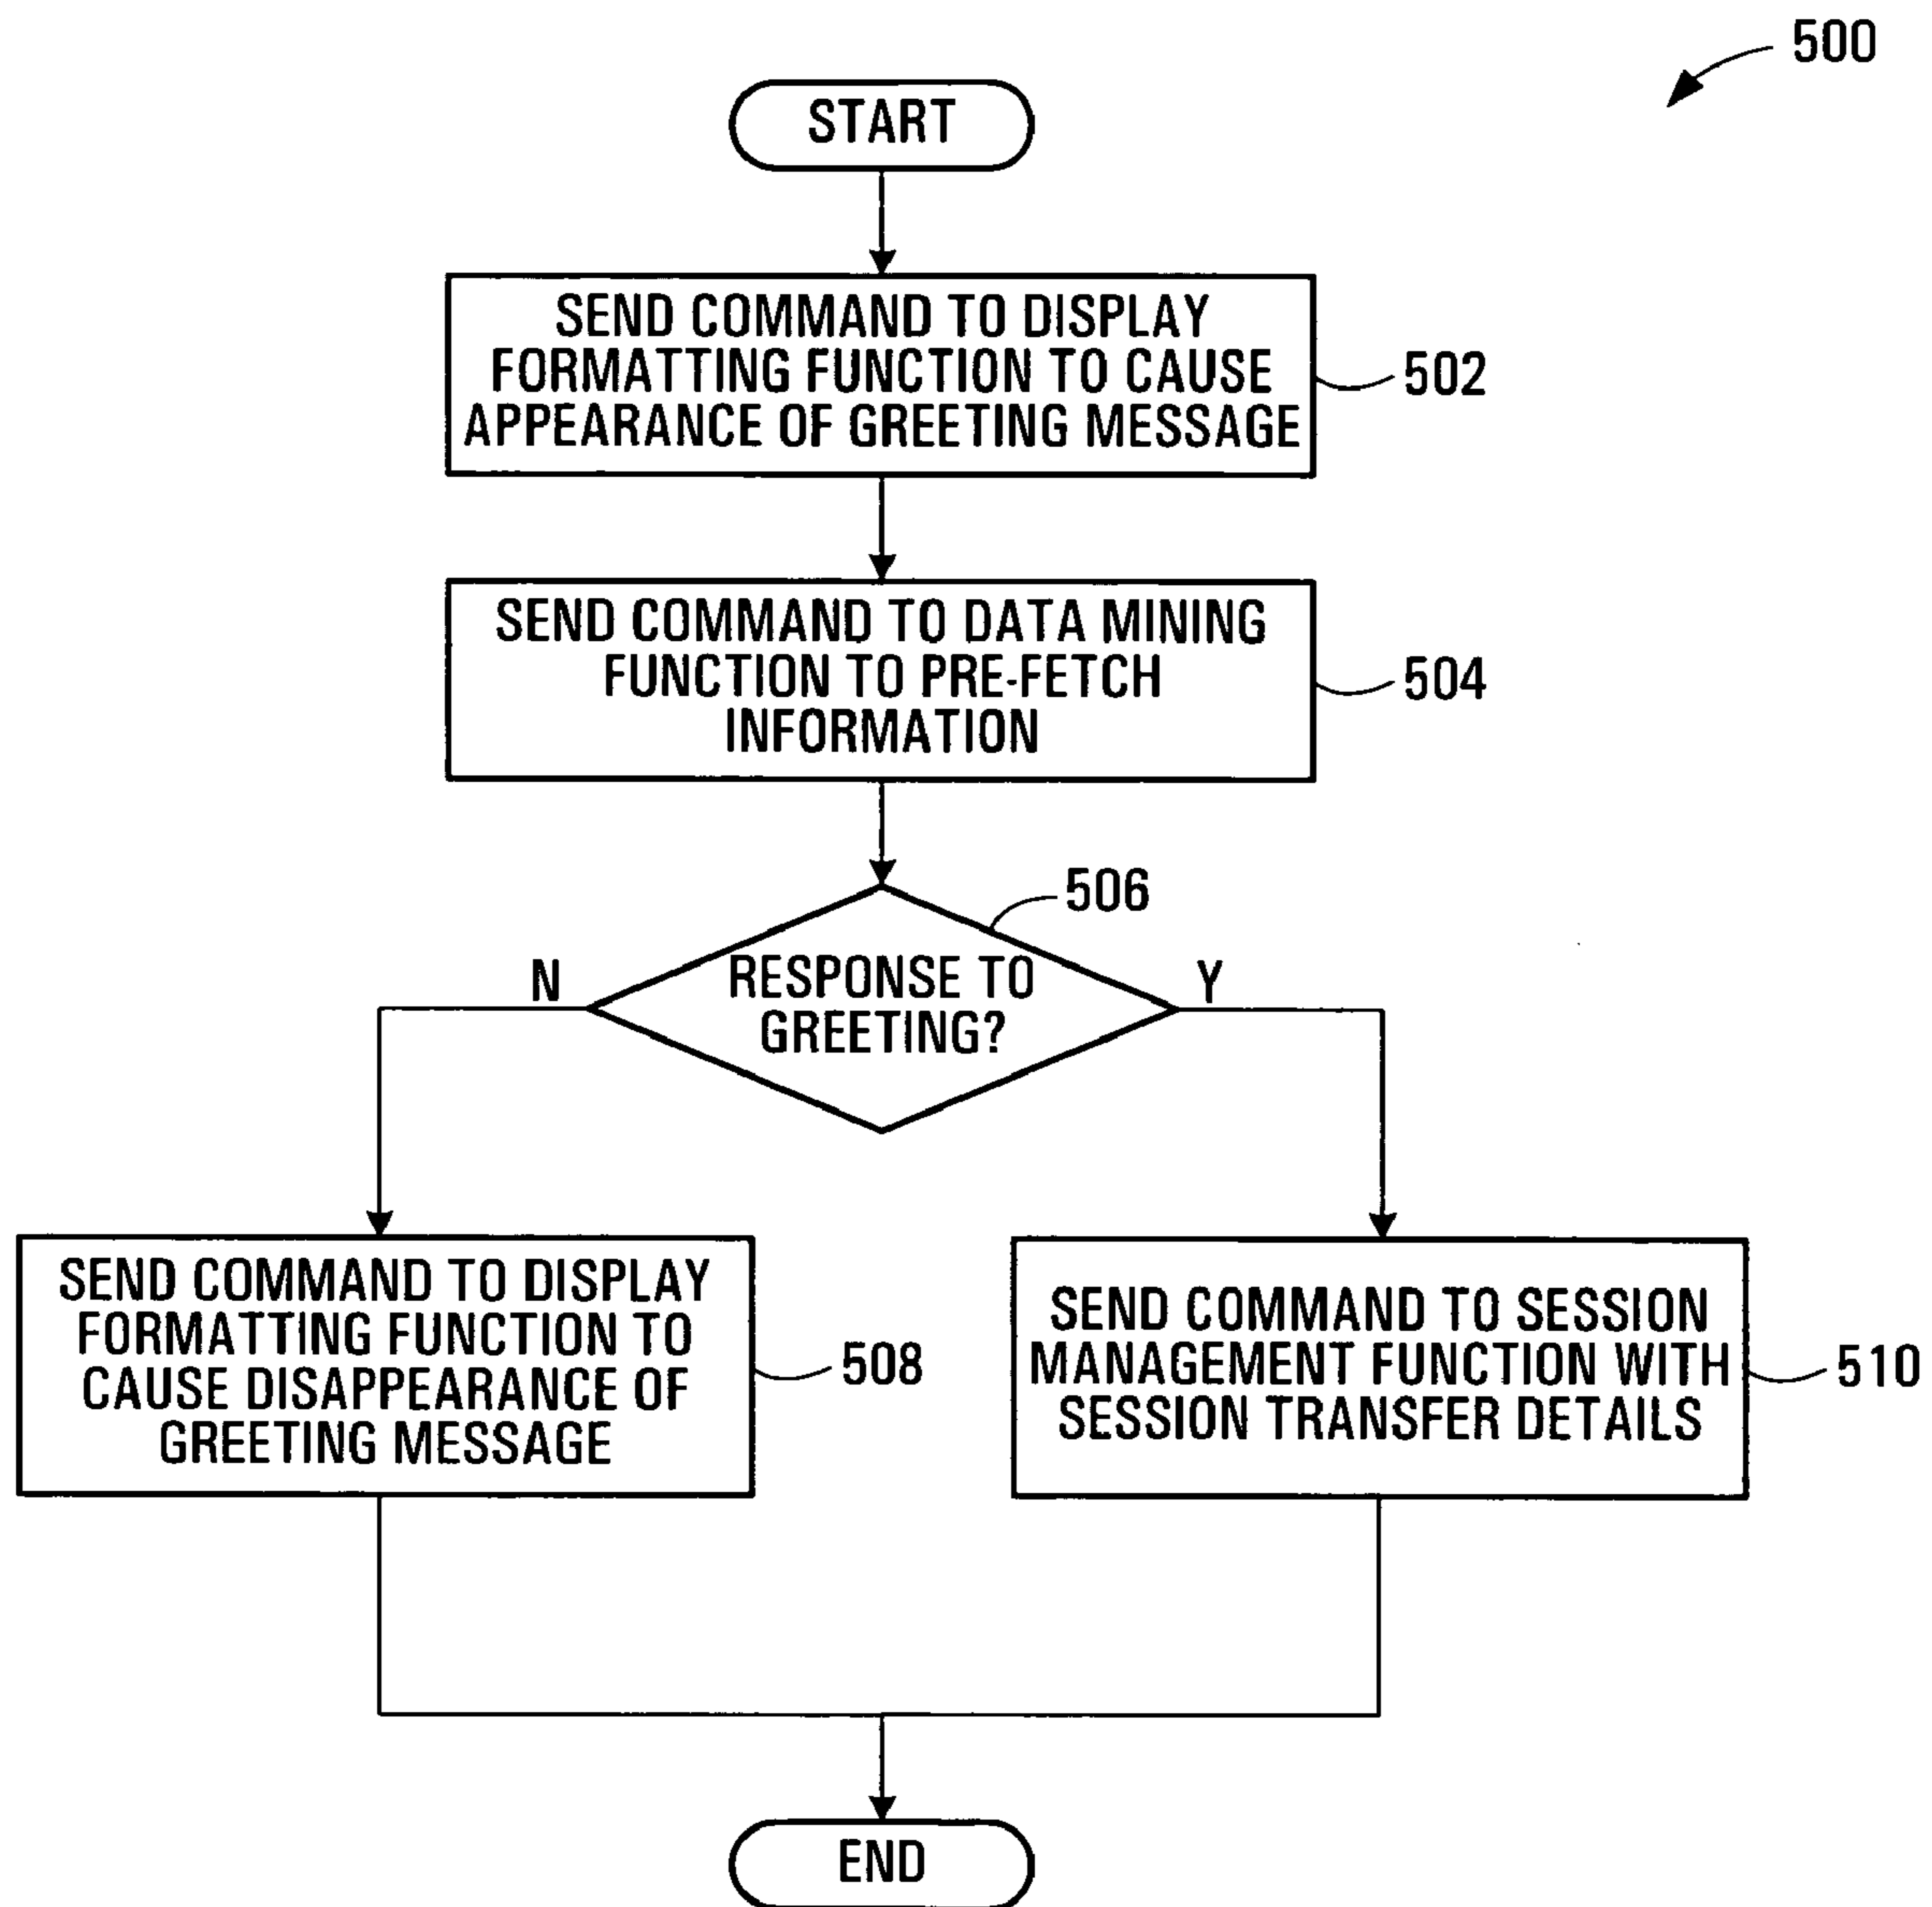 500
START
SEND COMMAND TO DISPLAY
FORMATTING FUNCTION TO CAUSE
APPEARANCE OF GREETING MESSAGE
502
SEND COMMAND TO DATA MINING
FUNCTION TO PRE-FETCH
INFORMATION
504
506
RESPONSE TO
GREETING?
N
Y
SEND COMMAND TO DISPLAY
FORMATTING FUNCTION TO
CAUSE DISAPPEARANCE OF
GREETING MESSAGE
508
SEND COMMAND TO SESSION
MANAGEMENT FUNCTION WITH
SESSION TRANSFER DETAILS
510
END